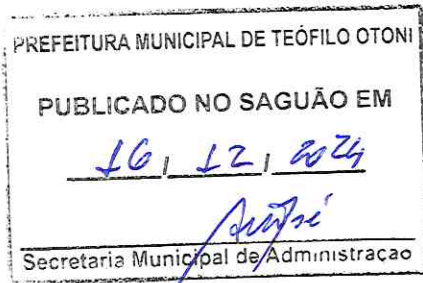 PREFEITURA MUNICIPAL DE TEÓFILO OTONI
PUBLICADO NO SAGUÃO EM
16, 12, 2024
Secretaria Municipal de Administração